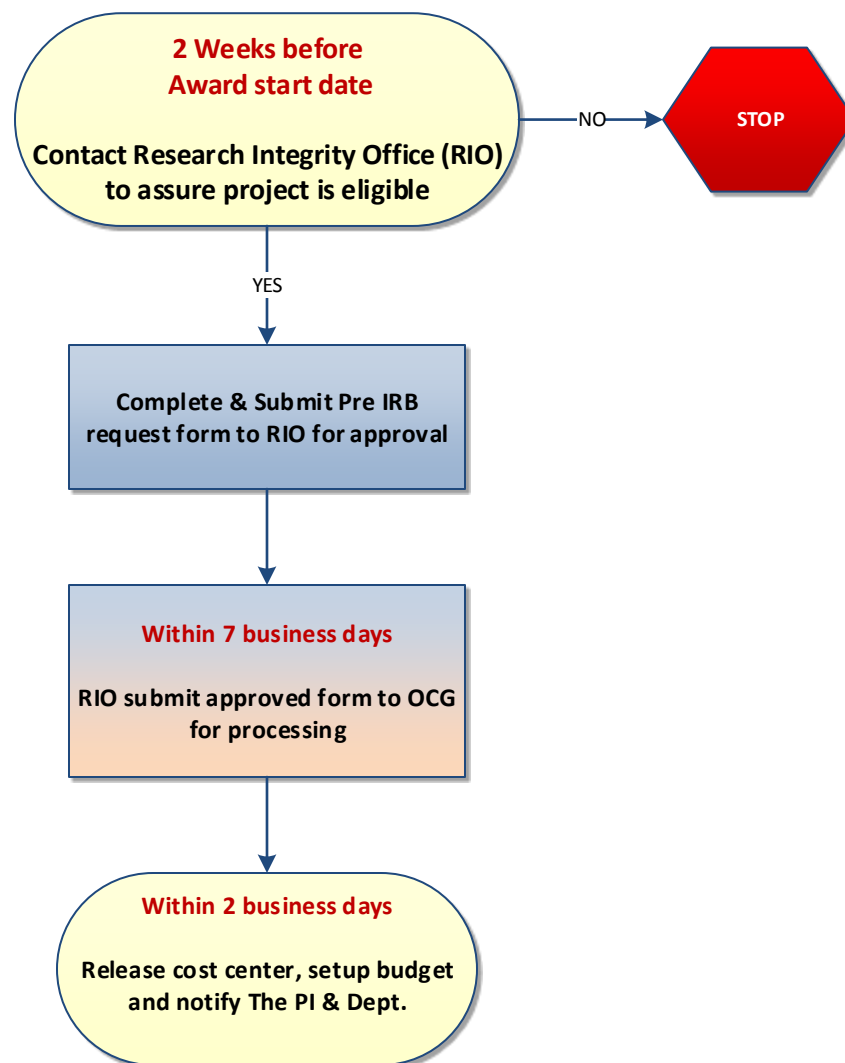 2 Weeks before
Award start date
Contact Research Integrity Office (RIO)
to assure project is eligible
NO
STOP
YES
Complete & Submit Pre IRB
request form to RIO for approval
Within 7 business days
RIO submit approved form to OCG
for processing
Within 2 business days
Release cost center, setup budget
and notify The PI & Dept.